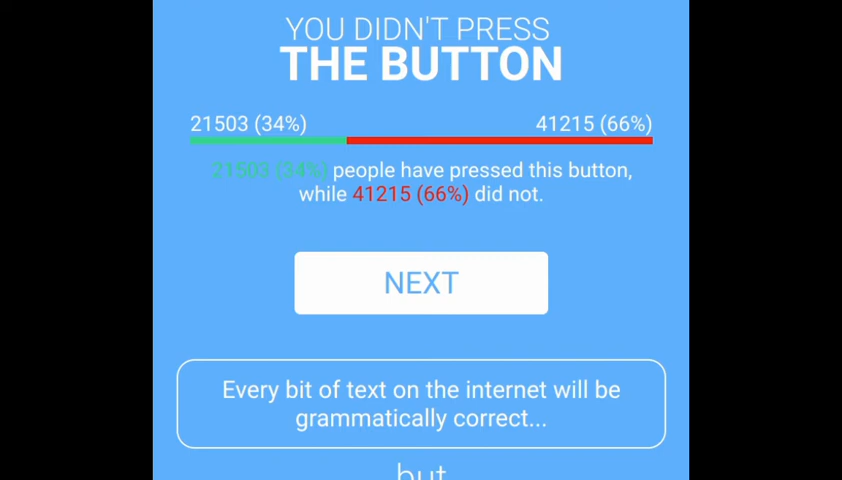 YOU DIDN'T PRESS
THE BUTTON
21503 (34%) 41215 (66%)
21503 (34%) people have pressed this button,
while 41215 (66%) did not.
NEXT
Every bit of text on the internet will be
grammatically correct...
but